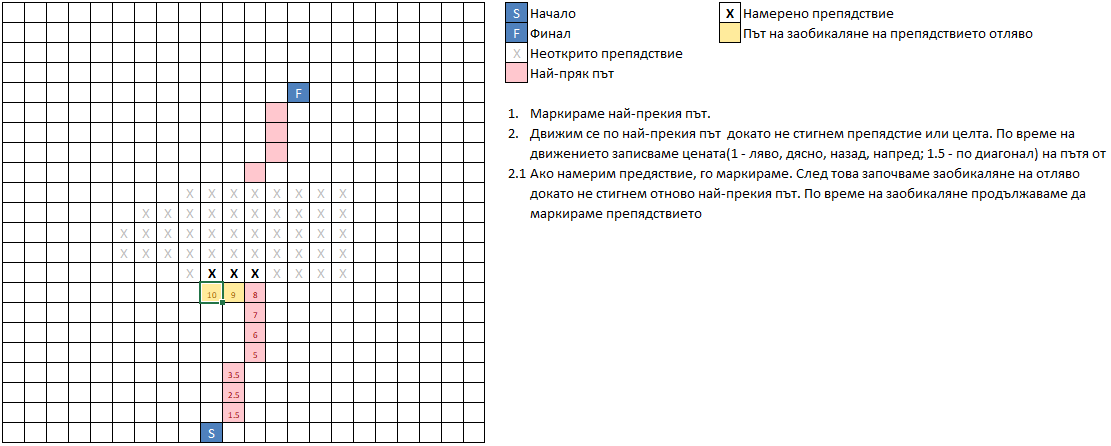 F
X X X X X X X X
X X X X X X X X X X
X X X X X X X X X X X
X X X X X X X X X X X
X X X X X X X X
10 9 8
7
6
5
3.5
2.5
1.5
S
S Начало
F Финал
X Неоткрито препядствие
Най-пряк път
X Намерено препядствие
Път на заобикаляне на препядствието отляво
1. Маркираме най-прекия път.
2. Движим се по най-прекия път докато не стигнем препядстие или целта. По време на
движението записваме цената(1 - ляво, дясно, назад, напред; 1.5 - по диагонал) на пътя от
2.1 Ако намерим предяствие, го маркираме. След това започваме заобикаляне на отляво
докато не стигнем отново най-прекия път. По време на заобикаляне продължаваме да
маркираме препядствието